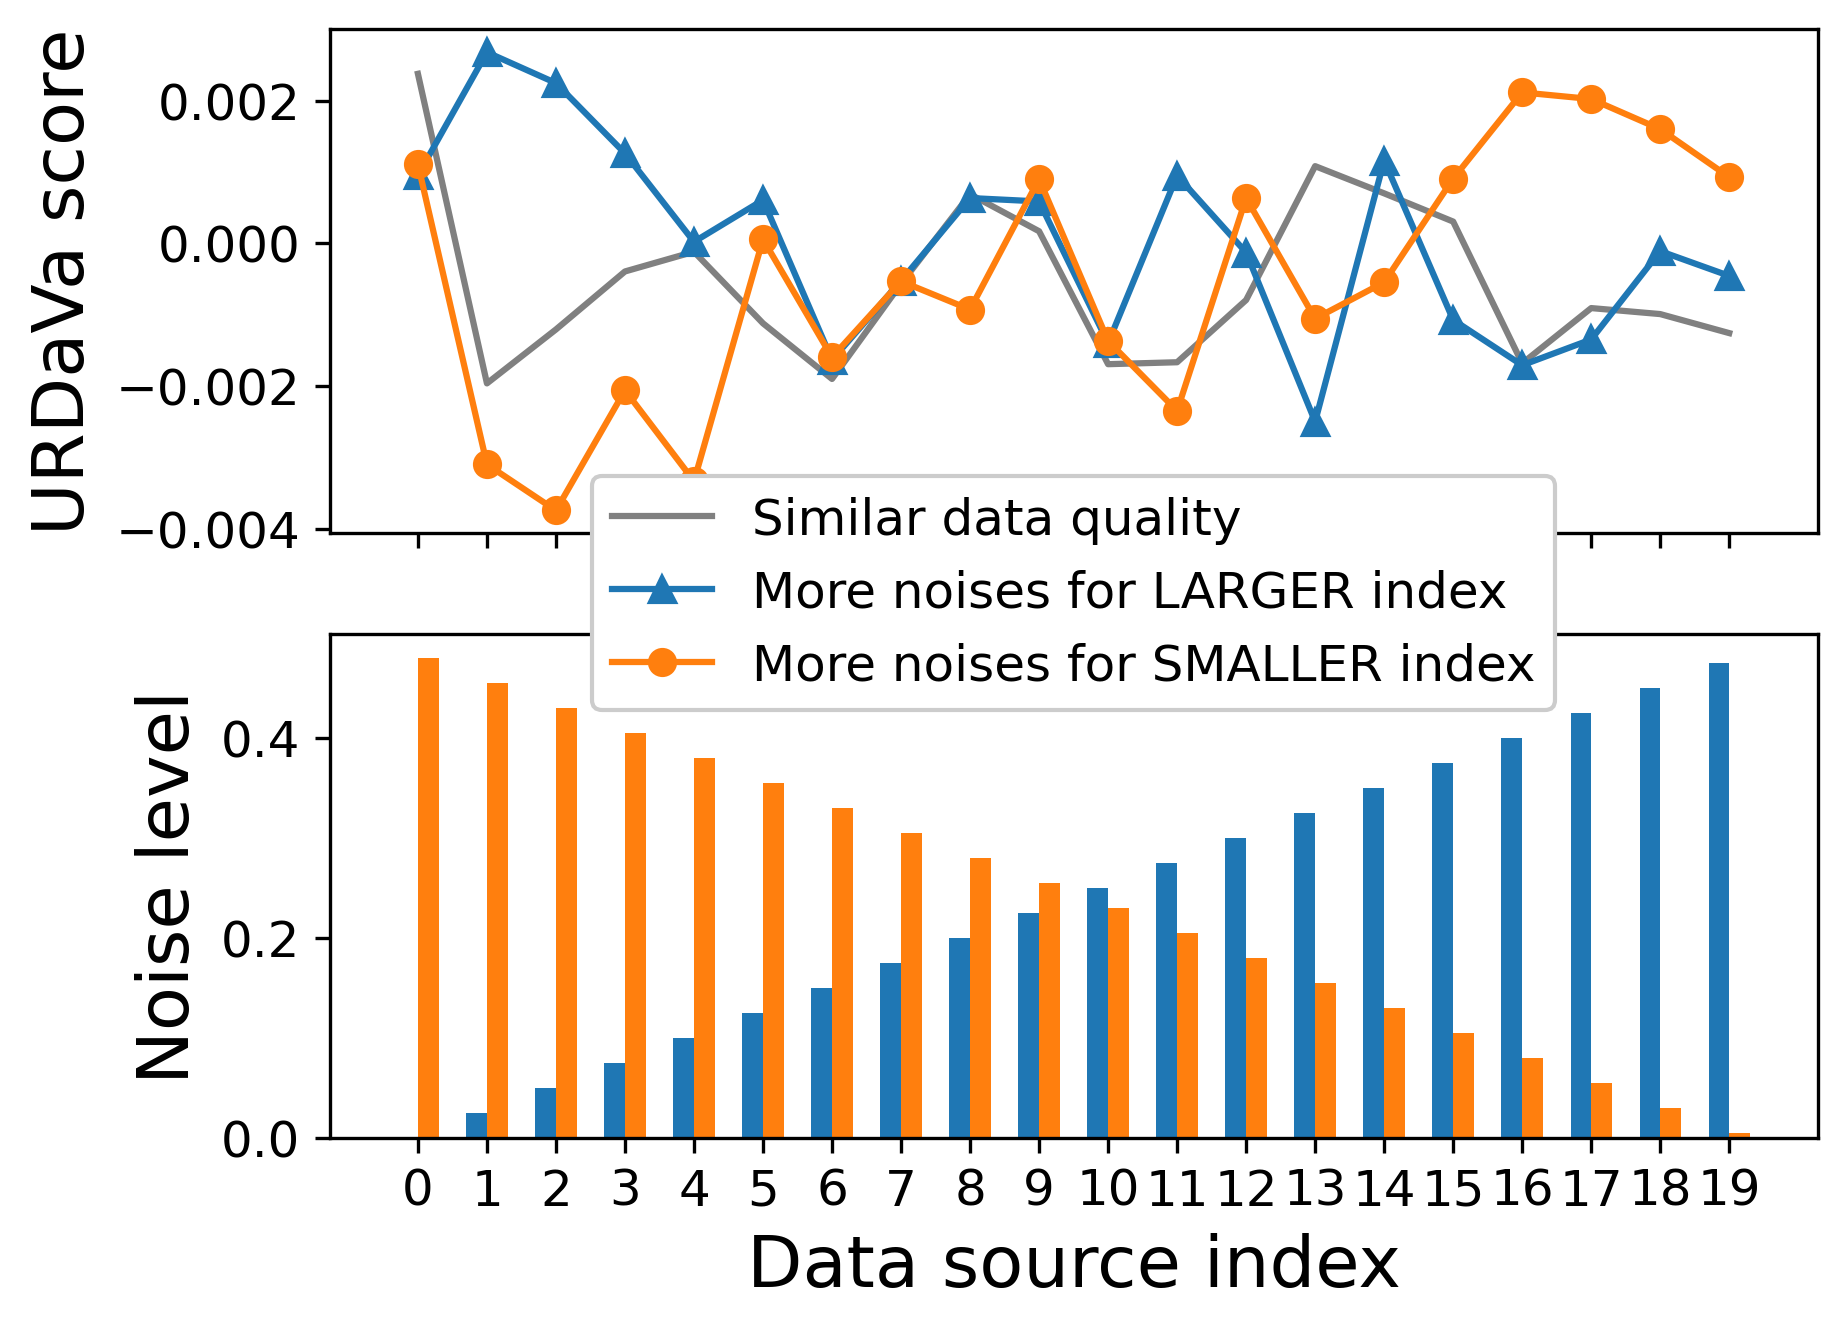 URDaVa score
0.002
0.000
−0.002
−0.004
Similar data quality
More noises for LARGER index
More noises for SMALLER index
Noise level
0.4
0.2
0.0
0 1 2 3 4 5 6 7 8 9 10 11 12 13 14 15 16 17 18 19
Data source index